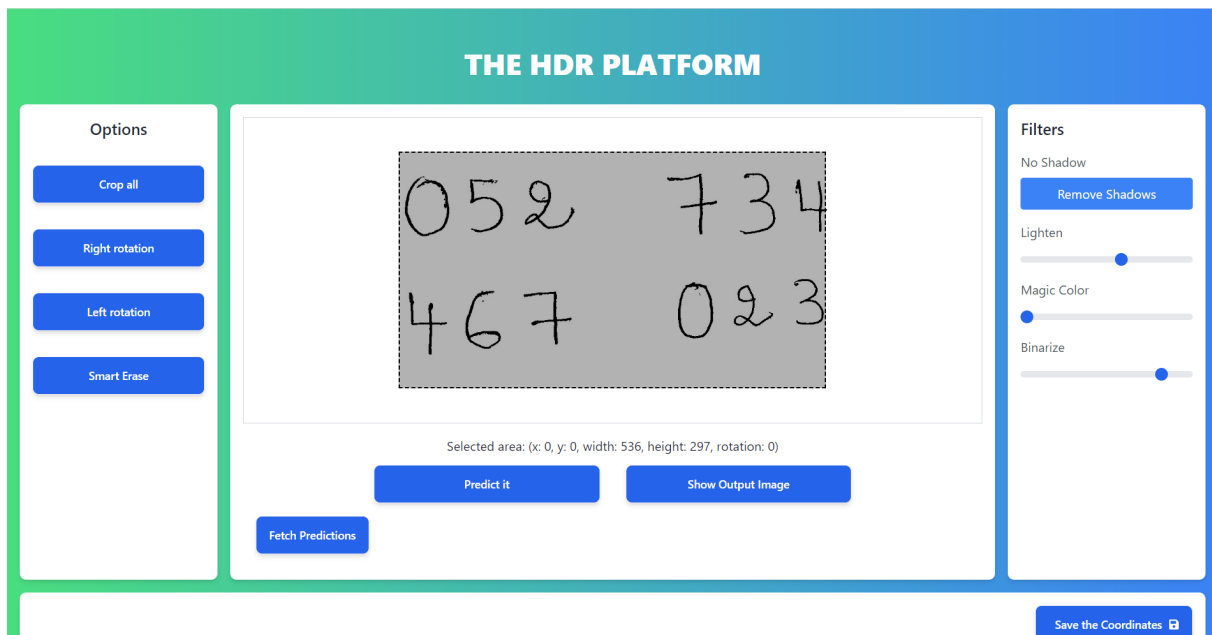 THE HDR PLATFORM
Options
Crop all
Right rotation
Left rotation
Smart Erase
052 734
467 023
Selected area: (x: 0, y: 0, width: 536, height: 297, rotation: 0)
Predict it Show Output Image
Fetch Predictions
Filters
No Shadow
Remove Shadows
Lighten
Magic Color
Binarize
Save the Coordinates